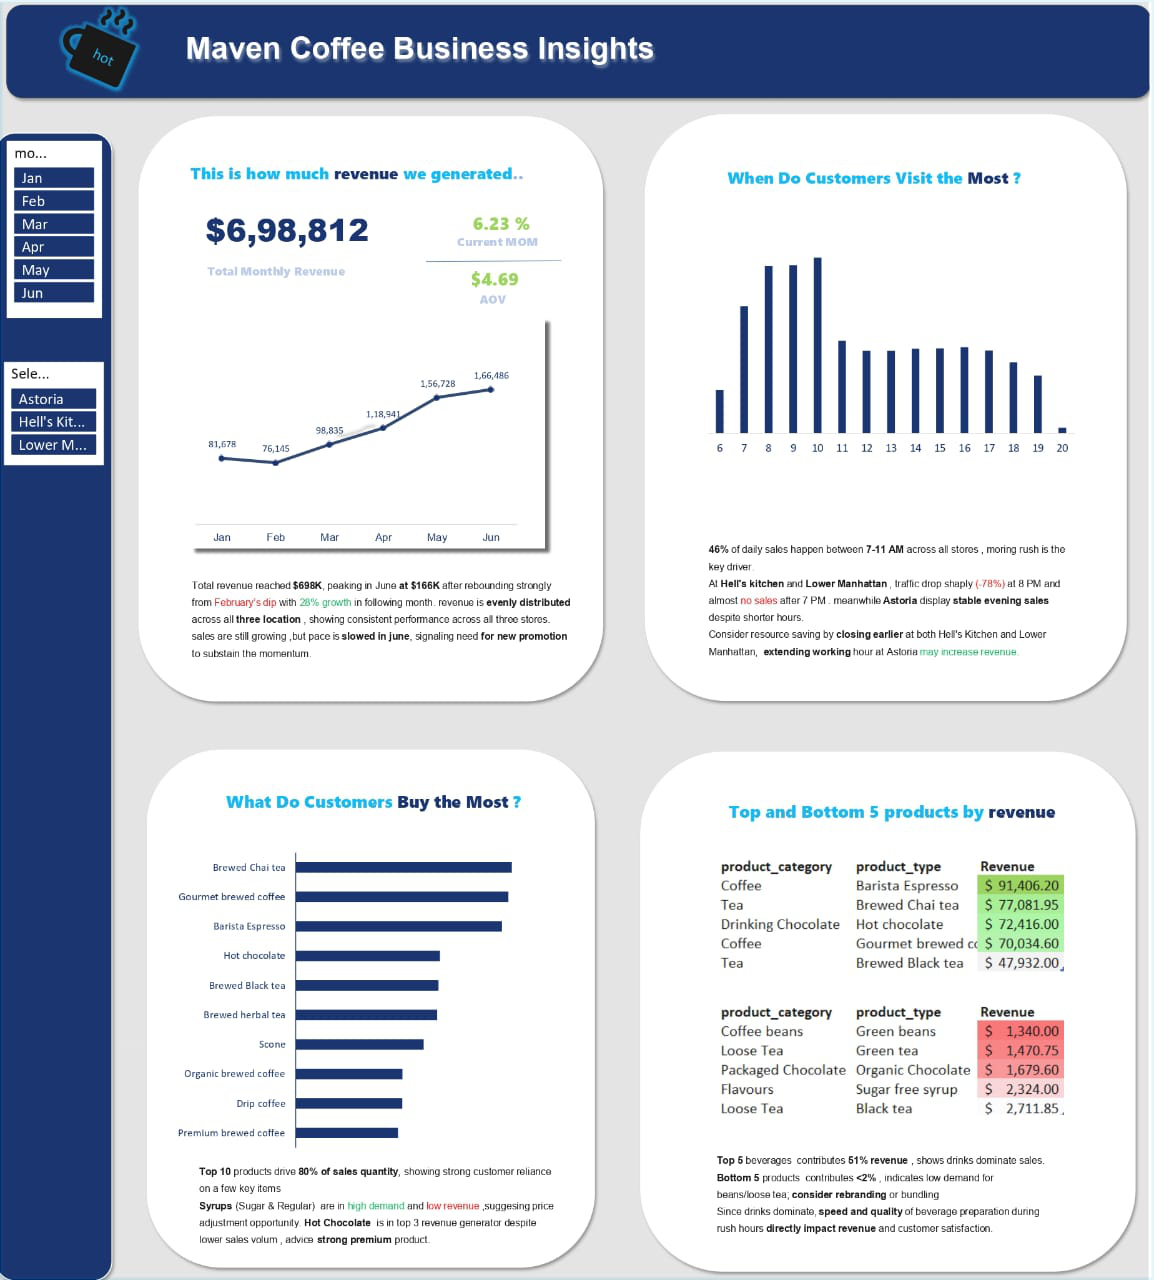 hot
Maven Coffee Business Insights
mo...
Jan
Feb
Mar
Apr
May
Jun
Sele...
Astoria
Hell's Kit...
Lower M...
This is how much revenue we generated..
$6,98,812
Total Monthly Revenue
6.23 %
Current MOM
$4.69
AOV
81,678
76,145
98,835
1,18,941
1,56,728
1,66,486
Jan Feb Mar Apr May Jun
Total revenue reached $698K, peaking in June at $166K after rebounding strongly
from February's dip with 28% growth in following month. revenue is evenly distributed
across all three location , showing consistent performance across all three stores.
sales are still growing ,but pace is slowed in june, signaling need for new promotion
to substain the momentum.
When Do Customers Visit the Most ?
6 7 8 9 10 11 12 13 14 15 16 17 18 19 20
46% of daily sales happen between 7-11 AM across all stores , moring rush is the
key driver.
At Hell's kitchen and Lower Manhattan , traffic drop shaply (-78%) at 8 PM and
almost no sales after 7 PM . meanwhile Astoria display stable evening sales
despite shorter hours.
Consider resource saving by closing earlier at both Hell's Kitchen and Lower
Manhattan, extending working hour at Astoria may increase revenue.
What Do Customers Buy the Most ?
Brewed Chai tea
Gourmet brewed coffee
Barista Espresso
Hot chocolate
Brewed Black tea
Brewed herbal tea
Scone
Organic brewed coffee
Drip coffee
Premium brewed coffee
Top 10 products drive 80% of sales quantity, showing strong customer reliance
on a few key items
Syrups (Sugar & Regular) are in high demand and low revenue ,suggesing price
adjustment opportunity. Hot Chocolate is in top 3 revenue generator despite
lower sales volum , advice strong premium product.
Top and Bottom 5 products by revenue
product_category product_type Revenue
Coffee Barista Espresso $ 91,406.20
Tea Brewed Chai tea $ 77,081.95
Drinking Chocolate Hot chocolate $ 72,416.00
Coffee Gourmet brewed cc $ 70,034.60
Tea Brewed Black tea $ 47,932.00
product_category product_type Revenue
Coffee beans Green beans $ 1,340.00
Loose Tea Green tea $ 1,470.75
Packaged Chocolate Organic Chocolate $ 1,679.60
Flavours Sugar free syrup $ 2,324.00
Loose Tea Black tea $ 2,711.85
Top 5 beverages contributes 51% revenue , shows drinks dominate sales.
Bottom 5 products contributes <2% , indicates low demand for
beans/loose tea; consider rebranding or bundling
Since drinks dominate, speed and quality of beverage preparation during
rush hours directly impact revenue and customer satisfaction.